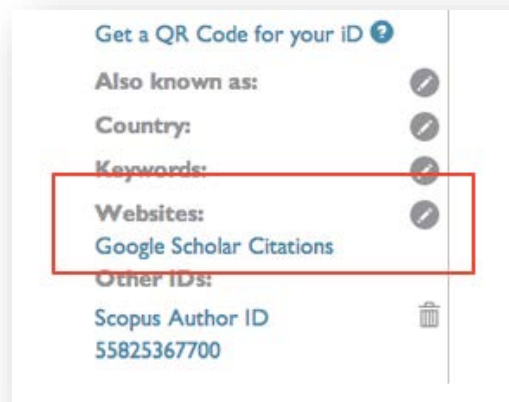 Get a QR Code for your iD ?
Also known as:
Country:
Keywords:
Websites:
Google Scholar Citations
Other IDs:
Scopus Author ID
55825367700